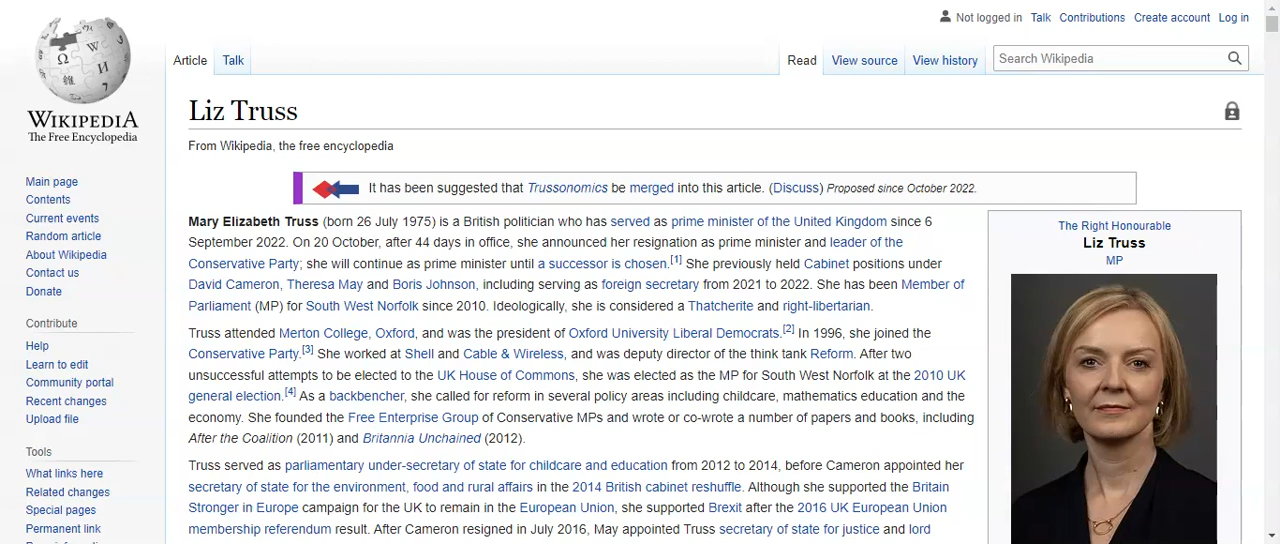 Not logged in Talk Contributions Create account Log in
Article Talk Read View source View history Search Wikipedia
WIKIPEDIA
The Free Encyclopedia
Main page
Contents
Current events
Random article
About Wikipedia
Contact us
Donate
Contribute
Help
Learn to edit
Community portal
Recent changes
Upload file
Tools
What links here
Related changes
Special pages
Permanent link
Liz Truss
From Wikipedia, the free encyclopedia
It has been suggested that Trussonomics be merged into this article. (Discuss) Proposed since October 2022.
Mary Elizabeth Truss (born 26 July 1975) is a British politician who has served as prime minister of the United Kingdom since 6
September 2022. On 20 October, after 44 days in office, she announced her resignation as prime minister and leader of the
Conservative Party; she will continue as prime minister until a successor is chosen.[1] She previously held Cabinet positions under
David Cameron, Theresa May and Boris Johnson, including serving as foreign secretary from 2021 to 2022. She has been Member of
Parliament (MP) for South West Norfolk since 2010. Ideologically, she is considered a Thatcherite and right-libertarian.
Truss attended Merton College, Oxford, and was the president of Oxford University Liberal Democrats.[2] In 1996, she joined the
Conservative Party.[3] She worked at Shell and Cable & Wireless, and was deputy director of the think tank Reform. After two
unsuccessful attempts to be elected to the UK House of Commons, she was elected as the MP for South West Norfolk at the 2010 UK
general election.[4] As a backbencher, she called for reform in several policy areas including childcare, mathematics education and the
economy. She founded the Free Enterprise Group of Conservative MPs and wrote or co-wrote a number of papers and books, including
After the Coalition (2011) and Britannia Unchained (2012).
Truss served as parliamentary under-secretary of state for childcare and education from 2012 to 2014, before Cameron appointed her
secretary of state for the environment, food and rural affairs in the 2014 British cabinet reshuffle. Although she supported the Britain
Stronger in Europe campaign for the UK to remain in the European Union, she supported Brexit after the 2016 UK European Union
membership referendum result. After Cameron resigned in July 2016, May appointed Truss secretary of state for justice and lord
The Right Honourable
Liz Truss
MP